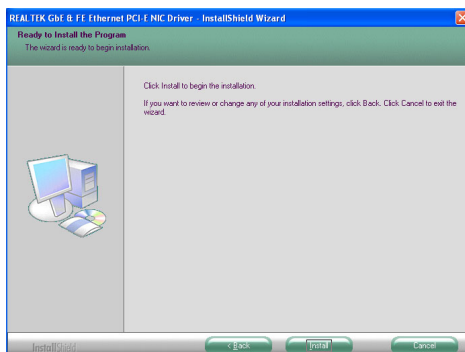 REALTEK GbE & FE Ethernet PCI-E NIC Driver - InstallShield Wizard
Ready to Install the Program
The wizard is ready to begin installation.
Click Install to begin the installation.
If you want to review or change any of your installation settings, click Back. Click Cancel to exit the
wizard.
InstallShield
< Back
Install
Cancel